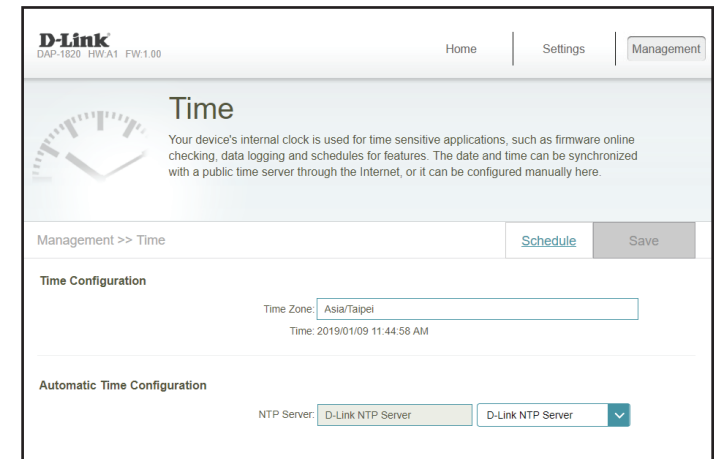 D-Link
DAP-1820 HW:A1 FW:1.00
Home
Settings
Management
Time
Your device's internal clock is used for time sensitive applications, such as firmware online
checking, data logging and schedules for features. The date and time can be synchronized
with a public time server through the Internet, or it can be configured manually here.
Management >> Time
Schedule
Save
Time Configuration
Time Zone: Asia/Taipei
Time: 2019/01/09 11:44:58 AM
Automatic Time Configuration
NTP Server: D-Link NTP Server D-Link NTP Server